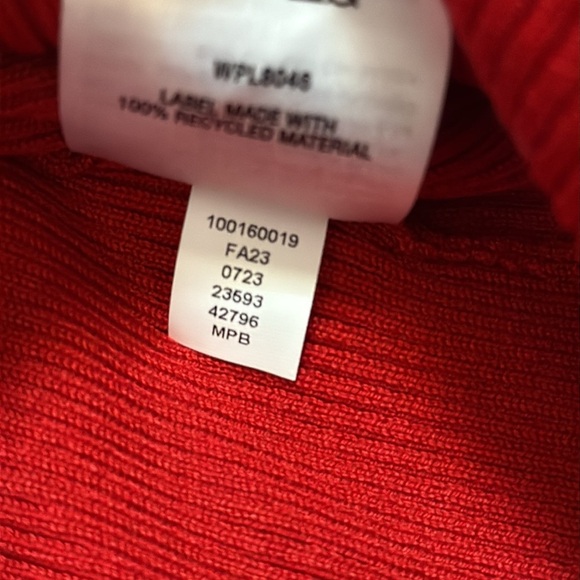 WPL8046
LABEL MADE WITH
100% RECYCLED MATERIAL
100160019
FA23
0723
23593
42796
MPB